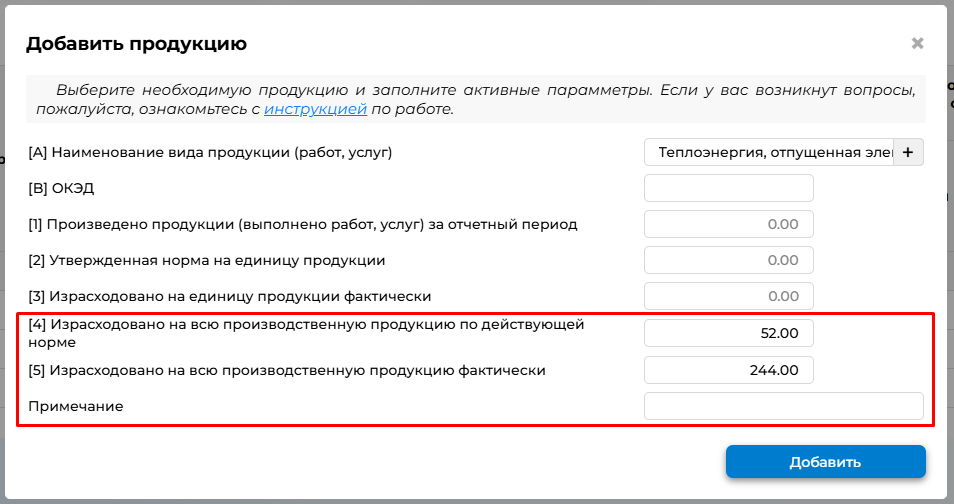 Добавить продукцию
Выберите необходимую продукцию и заполните активные парамметры. Если у вас возникнут вопросы,
пожалуйста, ознакомьтесь с инструкцией по работе.
[A] Наименование вида продукции (работ, услуг)
Теплоэнергия, отпущенная +
[B] ОКЭД
[1] Произведено продукции (выполнено работ, услуг) за отчетный период 0.00
[2] Утвержденная норма на единицу продукции 0.00
[3] Израсходовано на единицу продукции фактически 0.00
[4] Израсходовано на всю производственную продукцию по действующей
норме
52.00
[5] Израсходовано на всю производственную продукцию фактически 244.00
Примечание
Добавить